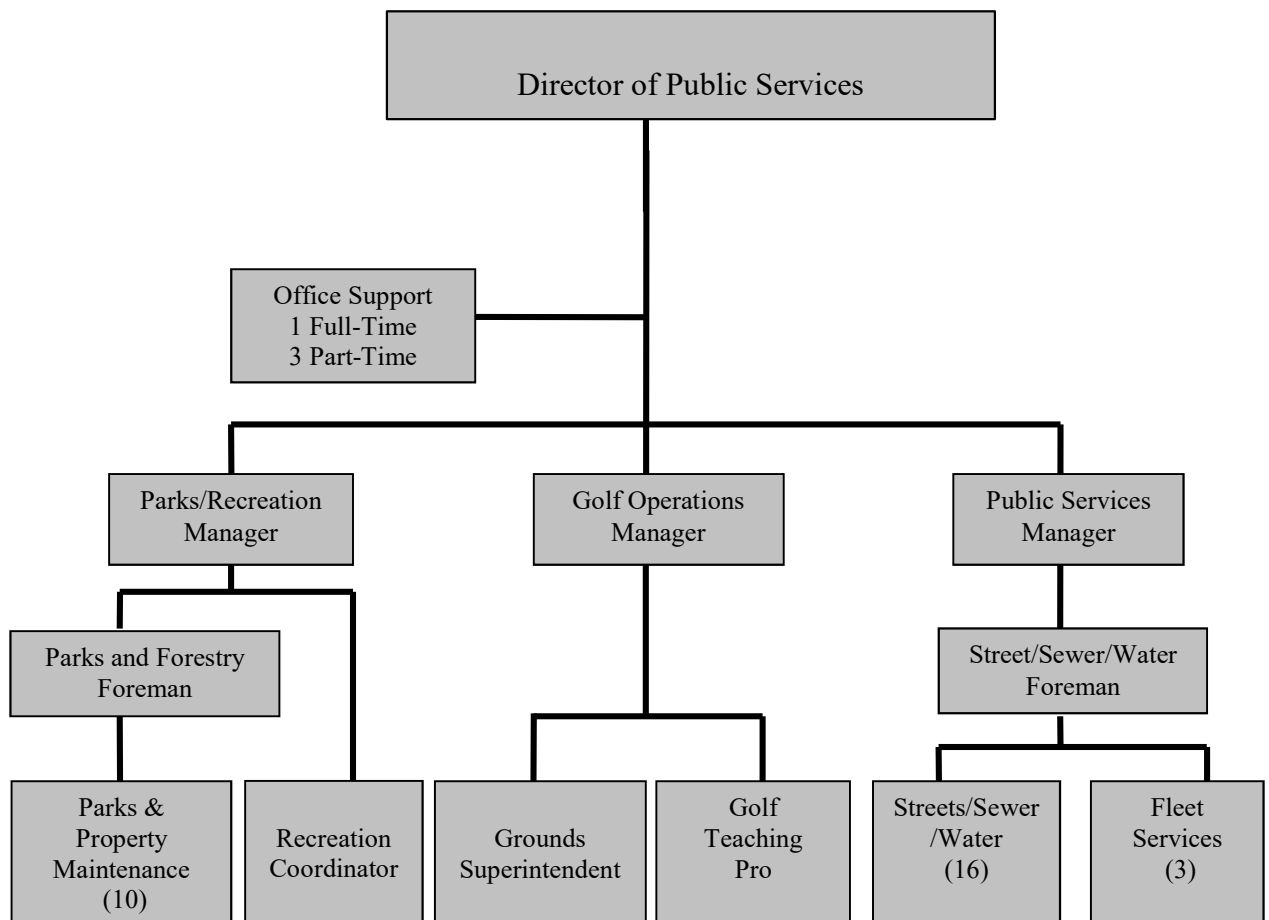 Director of Public Services
Office Support
1 Full-Time
3 Part-Time
Parks/Recreation
Manager
Golf Operations
Manager
Public Services
Manager
Parks and Forestry
Foreman
Street/Sewer/Water
Foreman
Parks &
Property
Maintenance
(10)
Recreation
Coordinator
Grounds
Superintendent
Golf
Teaching
Pro
Streets/Sewer
/Water
(16)
Fleet
Services
(3)